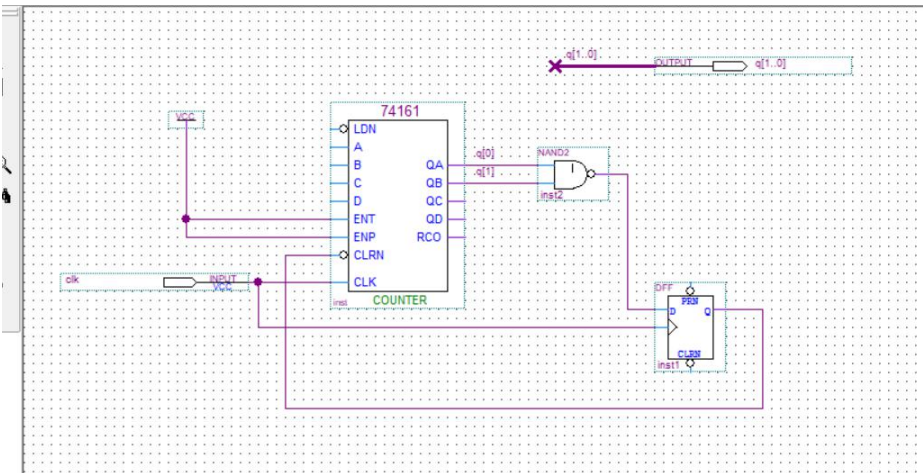 q[1..0]
OUTPUT
q[1..0]
VCC
74161
LDN
A
B
C
D
ENT
ENP
CLRN
CLK
QA
QB
QC
QD
RCO
inst
COUNTER
q[0]
q[1]
NAND2
inst2
clk
INPUT
VCC
DFF
PRN
D
Q
CLRN
inst1